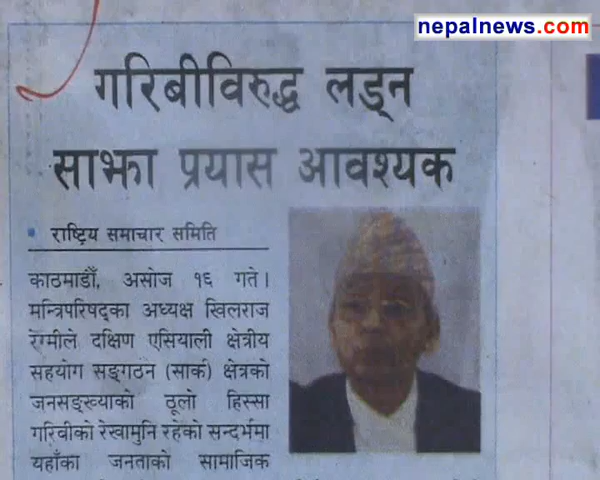 nepalnews.com
गरिबीविरुद्ध लड्न
साझा प्रयास आवश्यक
राष्ट्रिय समाचार समिति
काठमाडौं, असोज १६ गते।
मन्त्रिपरिषद्का अध्यक्ष खिलराज
रेग्मीले दक्षिण एसियाली क्षेत्रीय
सहयोग सङ्गठन (सार्क) क्षेत्रको
जनसङ्ख्याको ठूलो हिस्सा
गरिवीको रेखामुनि रहेको सन्दर्भमा
यहाँका जनताको सामाजिक